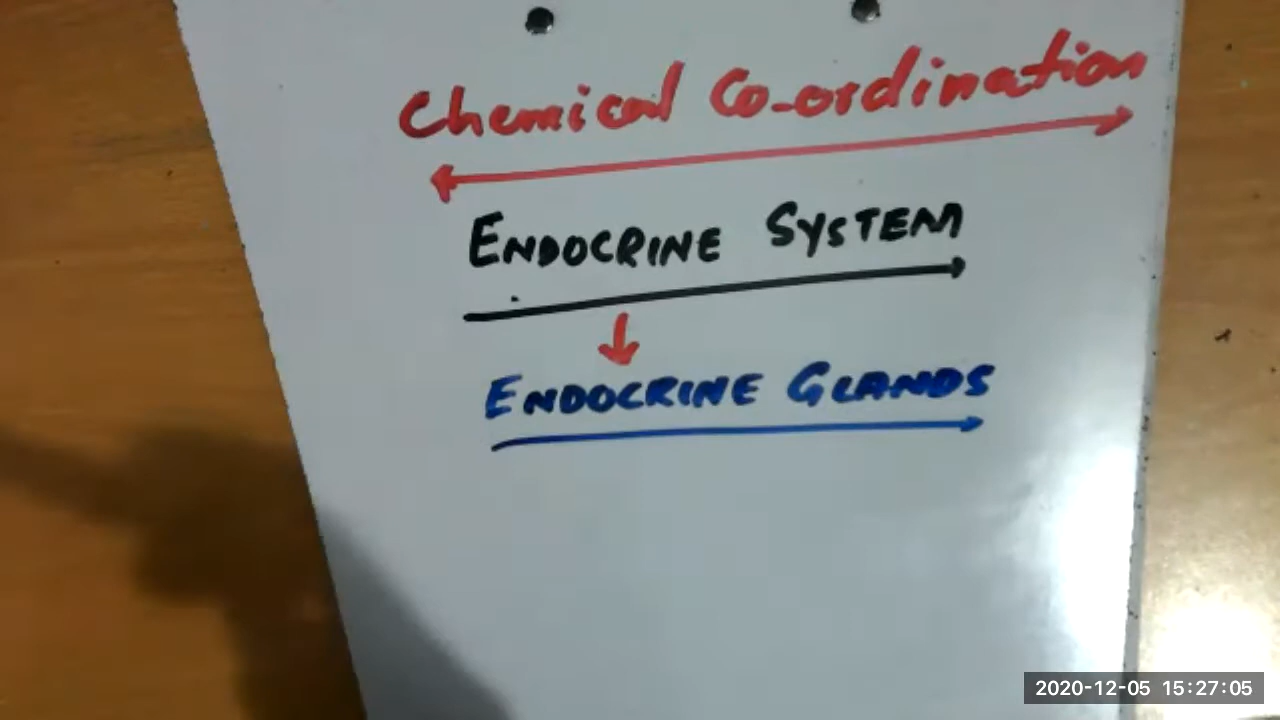 Chemical Co-ordination
ENDOCRINE SYSTEM
ENDOCRINE GLANDS
2020-12-05 15:27:05